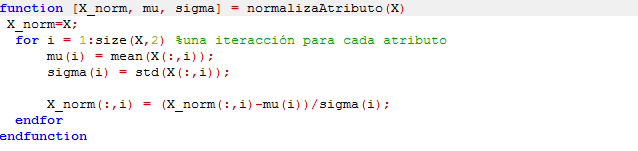 function [X_norm, mu, sigma] = normalizaAtributo(X)
X_norm=X;
for i = 1:size(X,2) %una iteracción para cada atributo
mu(i) = mean(X(:,i));
sigma(i) = std(X(:,i));
X_norm(:,i) = (X_norm(:,i)-mu(i))/sigma(i);
endfor
endfunction